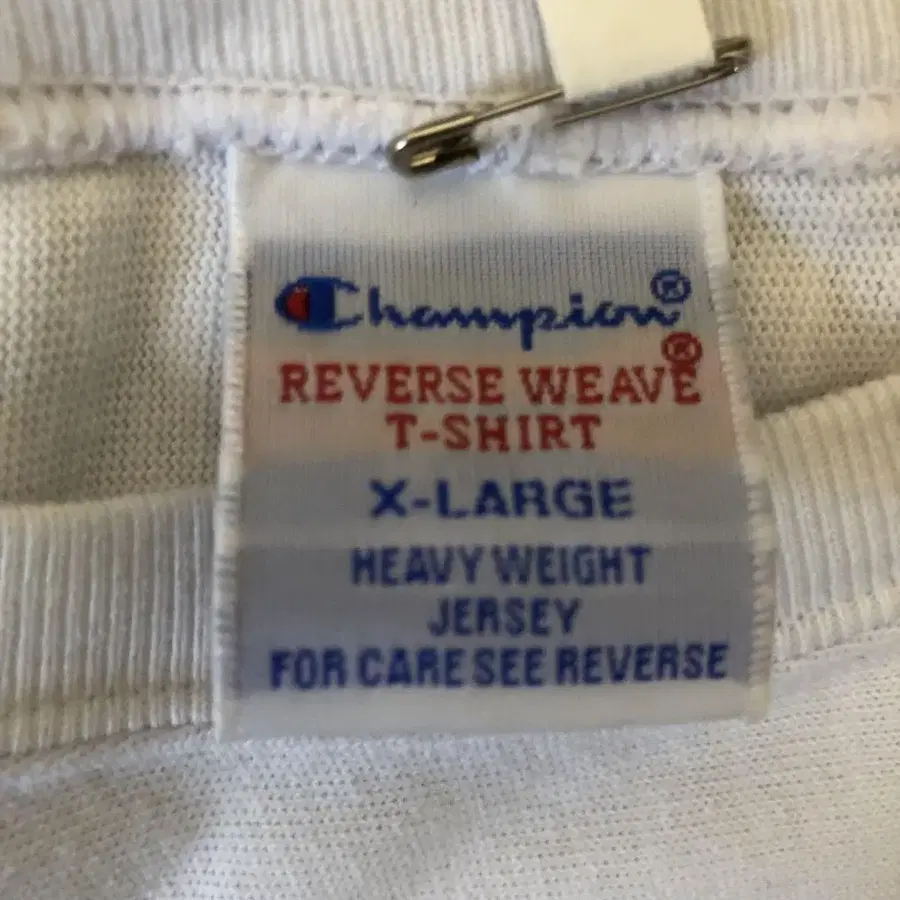 Champion®
REVERSE WEAVE®
T-SHIRT
X-LARGE
HEAVY WEIGHT
JERSEY
FOR CARE SEE REVERSE